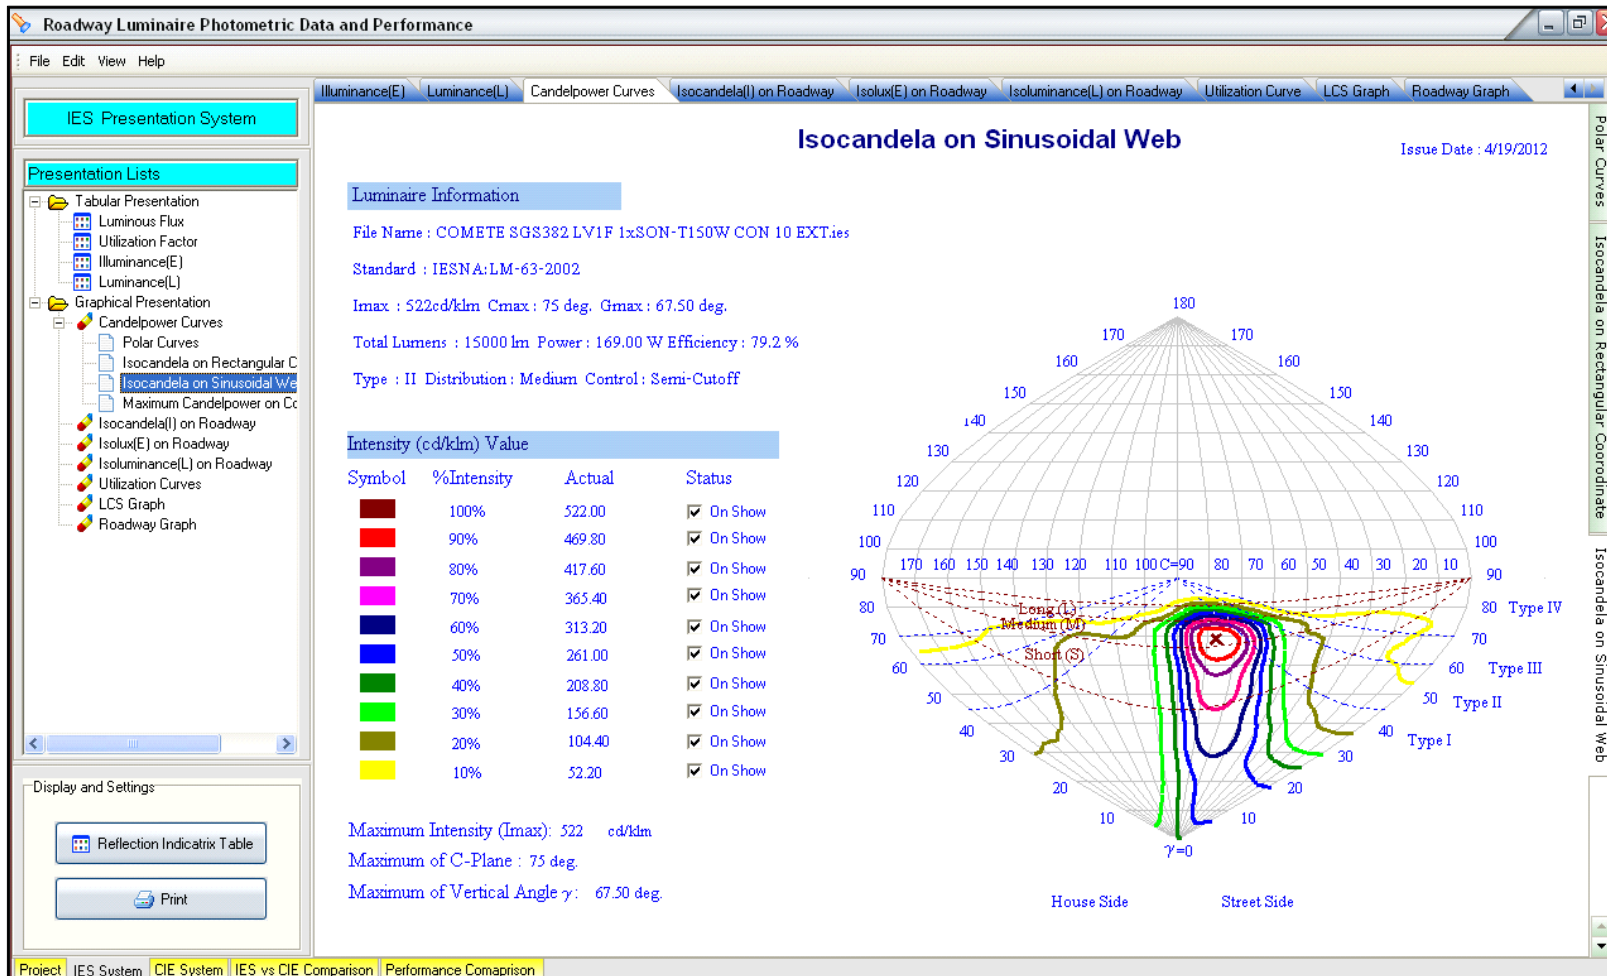 Roadway Luminaire Photometric Data and Performance
File Edit View Help
Illuminance(E) Luminance(L) Candelpower Curves Isocandela(I) on Roadway Isolux(E) on Roadway Isoluminance(L) on Roadway Utilization Curve LCS Graph Roadway Graph
IES Presentation System
Presentation Lists
Tabular Presentation
Luminous Flux
Utilization Factor
Illuminance(E)
Luminance(L)
Graphical Presentation
Candelpower Curves
Polar Curves
Isocandela on Rectangular C
Isocandela on Sinusoidal We
Maximum Candelpower on Cc
Isocandela(I) on Roadway
Isolux(E) on Roadway
Isoluminance(L) on Roadway
Utilization Curves
LCS Graph
Roadway Graph
Display and Settings
Reflection Indicatrix Table
Print
Isocandela on Sinusoidal Web
Issue Date : 4/19/2012
Luminaire Information
File Name : COMETE SGS382 LV1F 1xSON-T150W CON 10 EXT.ies
Standard : IESNA:LM-63-2002
Imax : 522cd/klm Cmax : 75 deg. Gmax : 67.50 deg.
Total Lumens : 15000 lm Power : 169.00 W Efficiency : 79.2 %
Type : II Distribution : Medium Control : Semi-Cutoff
Intensity (cd/klm) Value
Symbol %Intensity Actual Status
100% 522.00 On Show
90% 469.80 On Show
80% 417.60 On Show
70% 365.40 On Show
60% 313.20 On Show
50% 261.00 On Show
40% 208.80 On Show
30% 156.60 On Show
20% 104.40 On Show
10% 52.20 On Show
Maximum Intensity (Imax): 522 cd/klm
Maximum of C-Plane : 75 deg.
Maximum of Vertical Angle γ : 67.50 deg.
180
170 170
160 160
150 150
140 140
130 130
120 120
110 110
100 100
90 170 160 150 140 130 120 110 100 C=90 80 70 60 50 40 30 20 10 90
80 Long (L) 80 Type IV
Medium (M)
70 70
Short (S)
60 60 Type III
50 50 Type II
40 40 Type I
30 30
20 20
10 10
γ=0
House Side Street Side
Polar Curves
Isocandela on Rectangular Cooordinate
Isocandela on Sinusoidal Web
Project IES System CIE System IES vs CIE Comparison Performance Comaprison